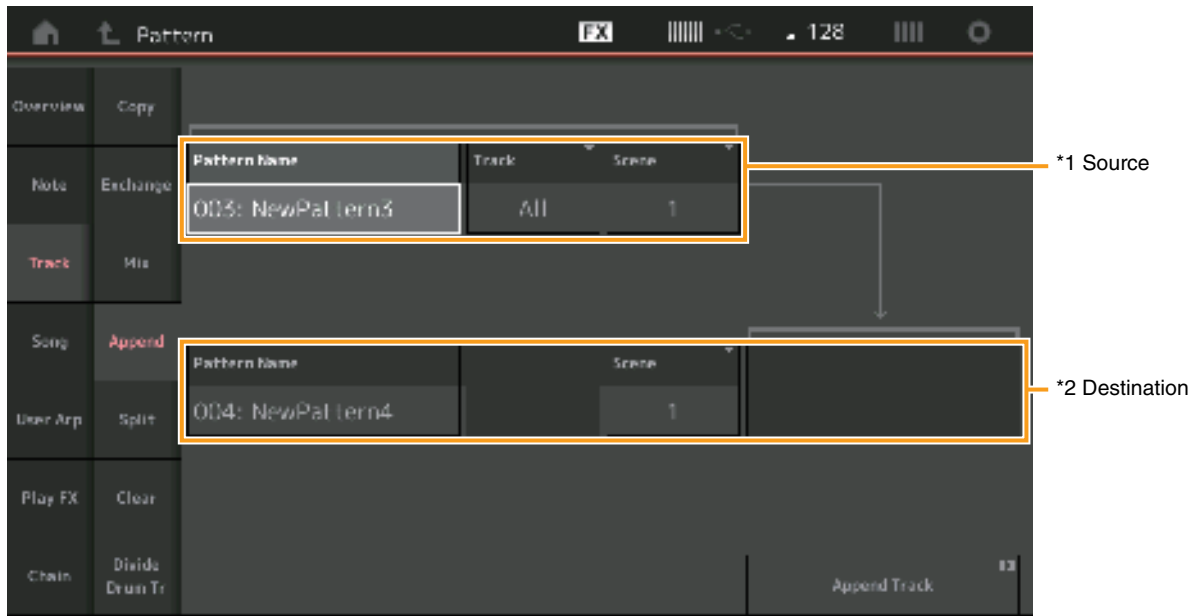 Pattern FX 128
Overview Copy
Pattern Name Track Scene
*1 Source
Note Exchange
003: NewPattern3 All 1
Track Mix
Song Append
Pattern Name Scene
*2 Destination
User Arp Split
004: NewPattern4 1
Play FX Clear
Chain Divide
Drum Tr
Append Track